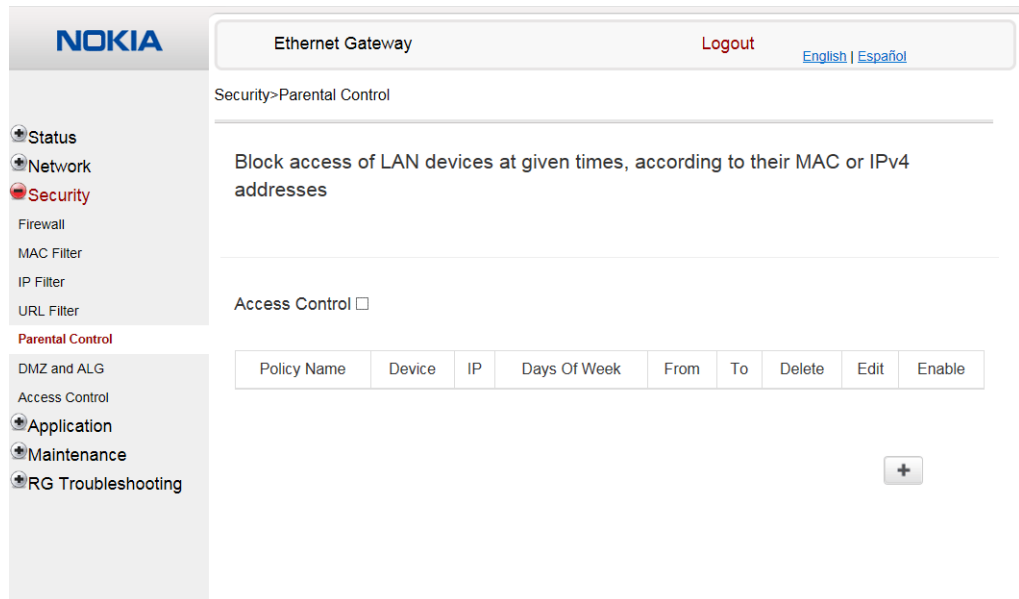 NOKIA
Ethernet Gateway
Logout
English | Español
Security>Parental Control
Status
Network
Security
Firewall
MAC Filter
IP Filter
URL Filter
Parental Control
DMZ and ALG
Access Control
Application
Maintenance
RG Troubleshooting
Block access of LAN devices at given times, according to their MAC or IPv4
addresses
Access Control
Policy Name Device IP Days Of Week From To Delete Edit Enable